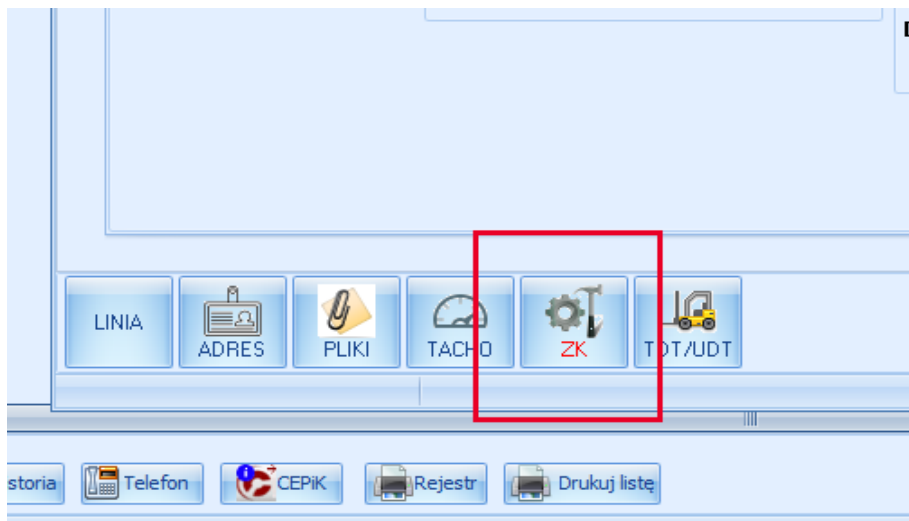 LINIA
ADRES
PLIKI
TACHO
ZK
TDT/UDT
storia
Telefon
CEPiK
Rejestr
Drukuj listę